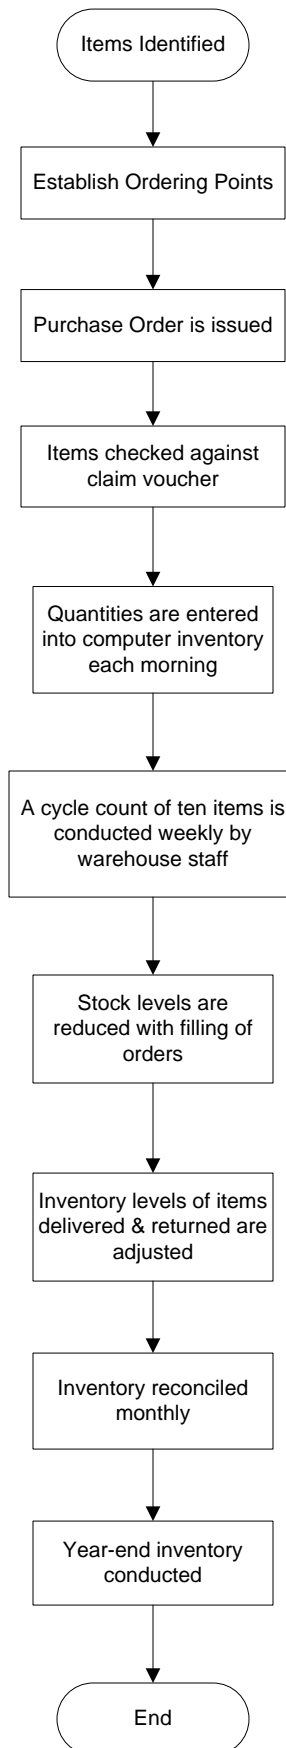 Items Identified
Establish Ordering Points
Purchase Order is issued
Items checked against
claim voucher
Quantities are entered
into computer inventory
each morning
A cycle count of ten items is
conducted weekly by
warehouse staff
Stock levels are
reduced with filling of
orders
Inventory levels of items
delivered & returned are
adjusted
Inventory reconciled
monthly
Year-end inventory
conducted
End